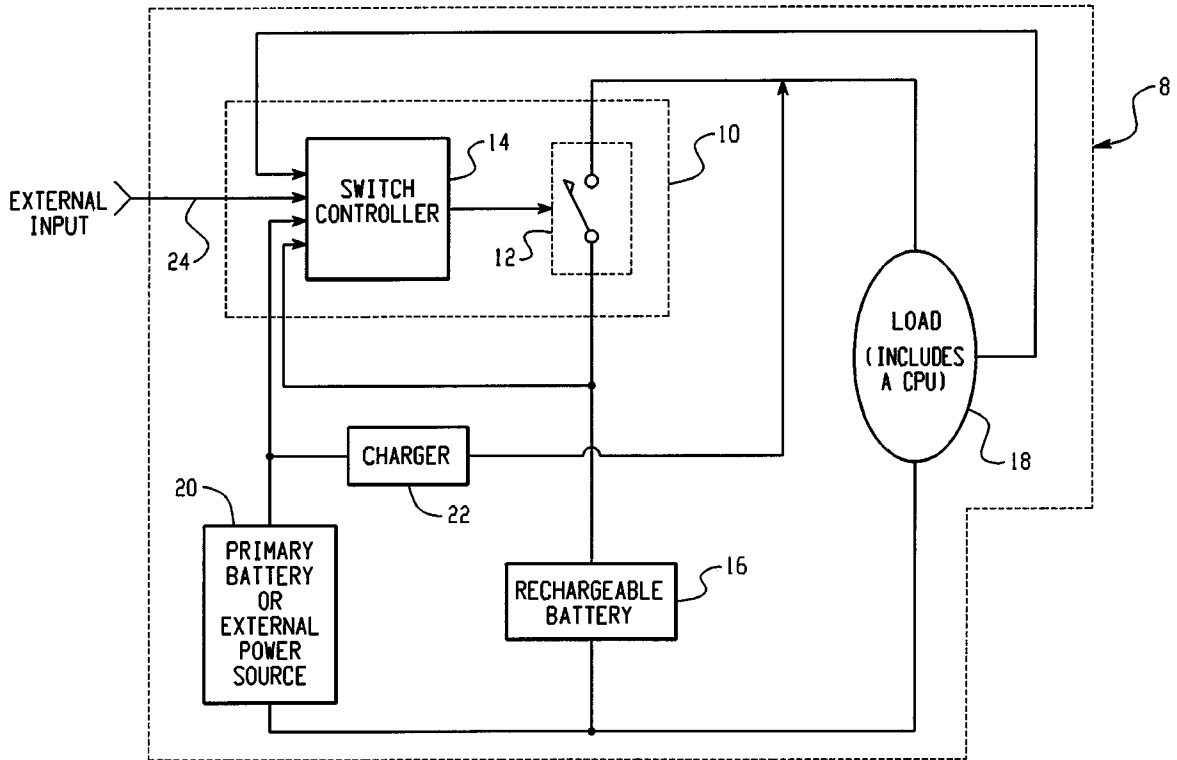 8
10
14
SWITCH
CONTROLLER
EXTERNAL
INPUT
24
12
LOAD
(INCLUDES
A CPU)
18
CHARGER
22
20
PRIMARY
BATTERY
OR
EXTERNAL
POWER
SOURCE
16
RECHARGEABLE
BATTERY